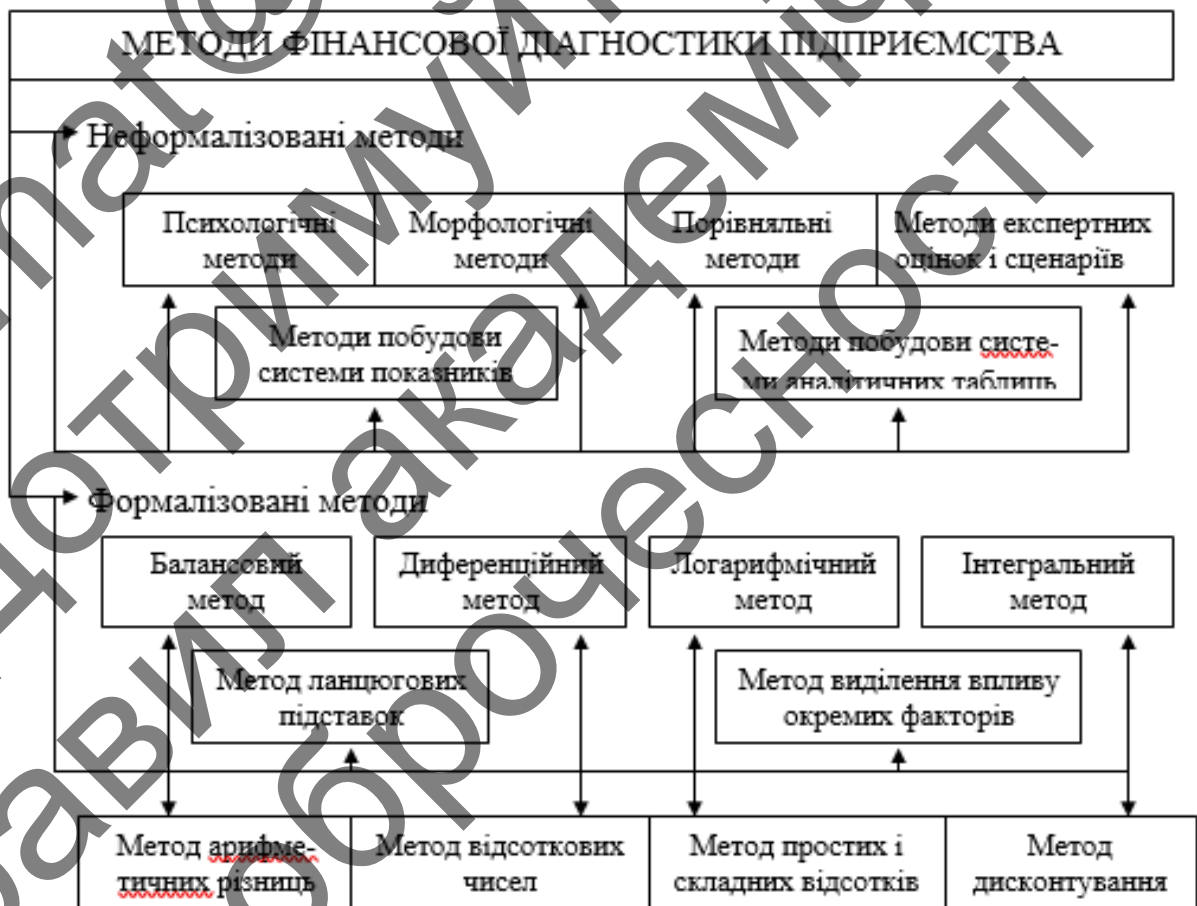 МЕТОДИ ФІНАНСОВОЇ ДІАГНОСТИКИ ПІДПРИЄМСТВА
Неформалізовані методи
Психологічні
методи
Морфологічні
методи
Порівняльні
методи
Методи експертних
оцінок і сценаріїв
Методи побудови
системи показників
Методи побудови систе-
ми аналітичних таблиць
Формалізовані методи
Балансовий
метод
Диференційний
метод
Логарифмічний
метод
Інтегральний
метод
Метод ланцюгових
підставок
Метод виділення впливу
окремих факторів
Метод арифме-
тичних різниць
Метод відсоткових
чисел
Метод простих і
складних відсотків
Метод
дисконтування